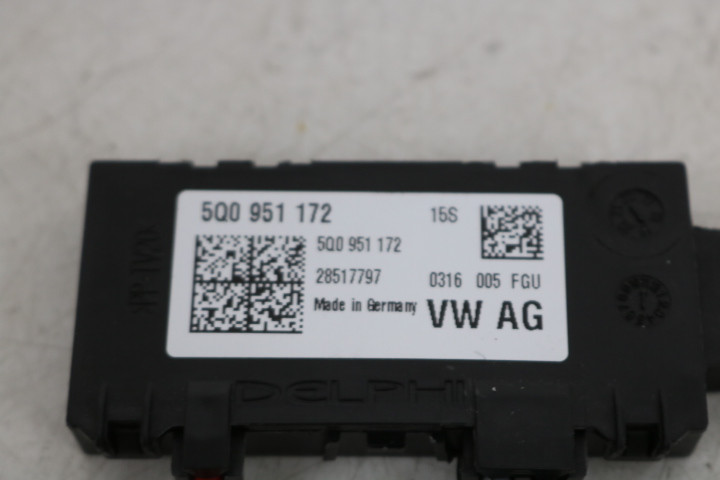 5Q0 951 172 15S
5Q0 951 172
28517797 0316 005 FGU
Made in Germany VW AG
DELPHI